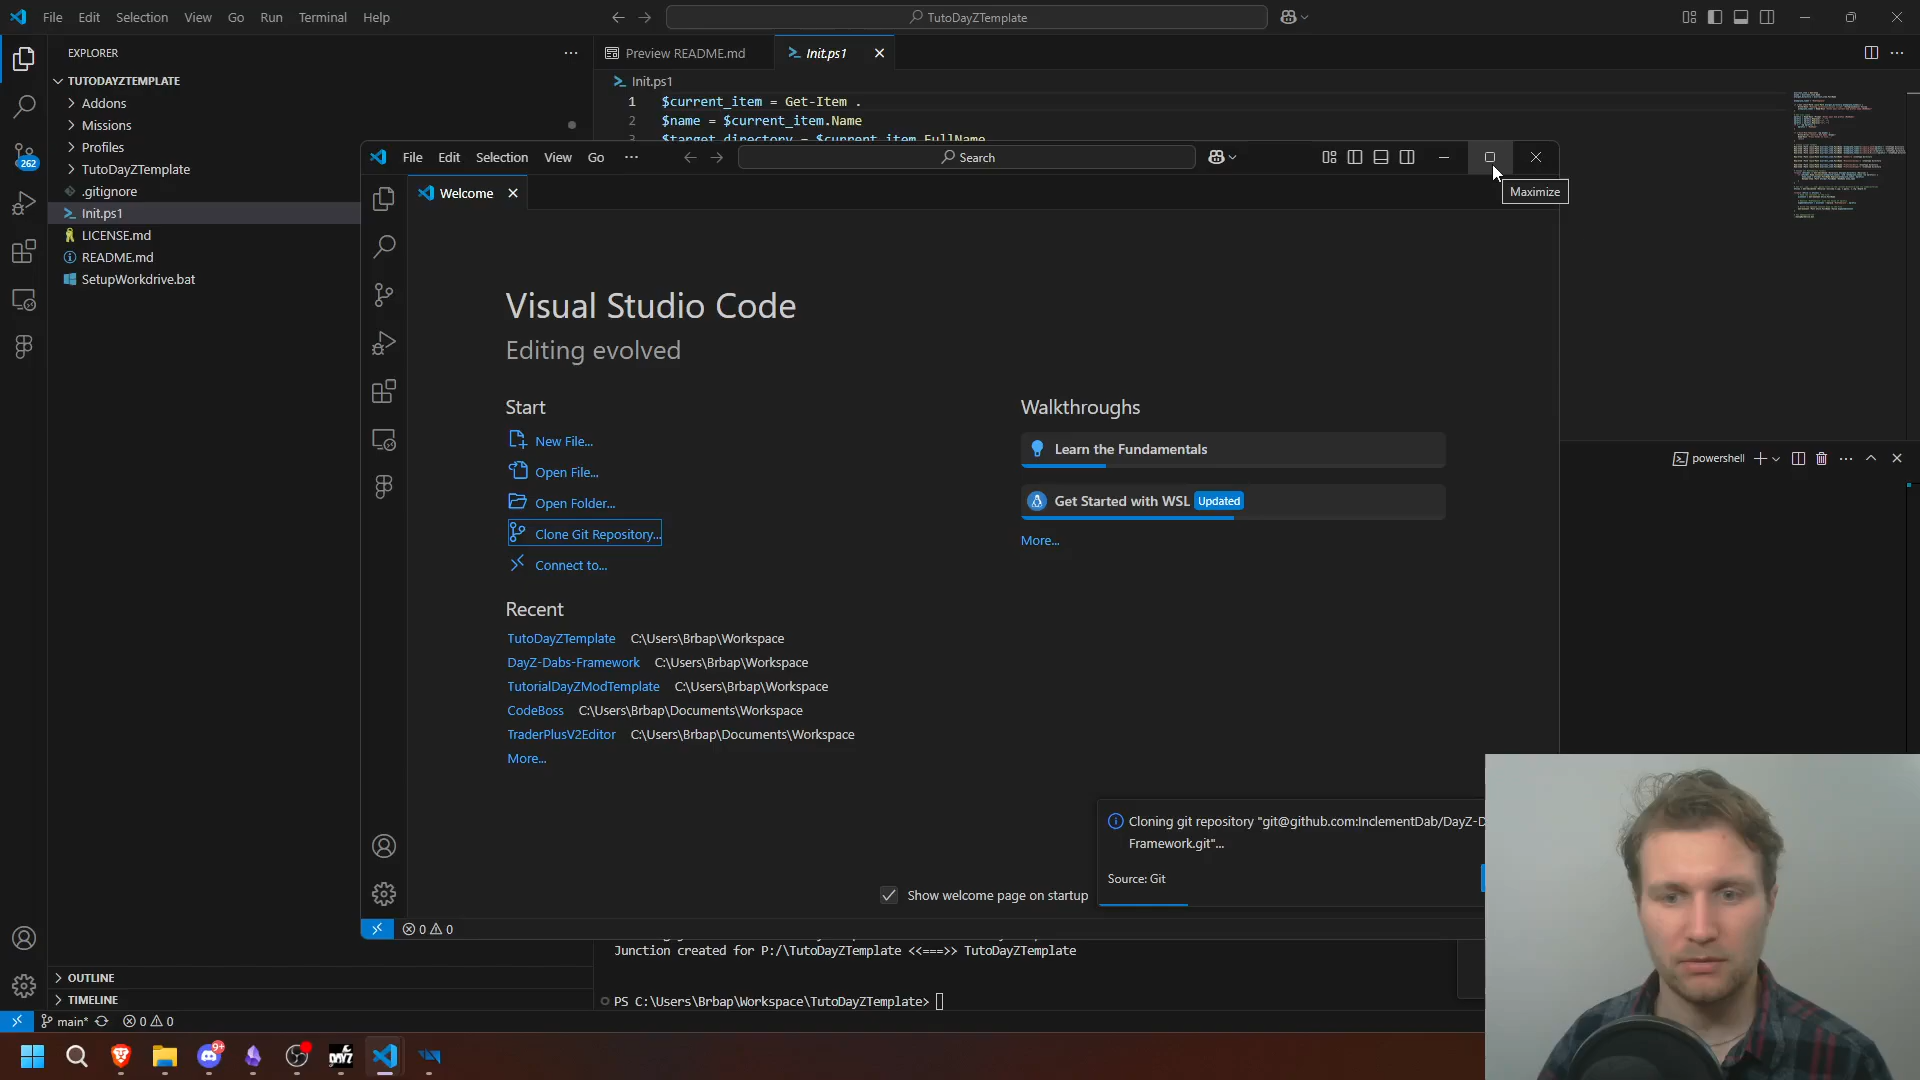 File Edit Selection View Go Run Terminal Help
TutoDayZTemplate
EXPLORER
Preview README.md
Init.ps1
TUTODAYZTEMPLATE
Init.ps1
Addons
1 $current_item = Get-Item .
Missions
2 $name = $current_item.Name
3 $target_directory = $current_item.FullName
Profiles
TutoDayZTemplate
.gitignore
Init.ps1
LICENSE.md
README.md
SetupWorkdrive.bat
262
File Edit Selection View Go
Search
Maximize
Welcome
Visual Studio Code
Editing evolved
Start
New File...
Open File...
Open Folder...
Clone Git Repository...
Connect to...
Walkthroughs
Learn the Fundamentals
Get Started with WSL Updated
More...
Recent
TutoDayZTemplate C:\Users\Brbap\Workspace
DayZ-Dabs-Framework C:\Users\Brbap\Workspace
TutorialDayZModTemplate C:\Users\Brbap\Workspace
CodeBoss C:\Users\Brbap\Documents\Workspace
TraderPlusV2Editor C:\Users\Brbap\Documents\Workspace
More...
Cloning git repository "git@github.com:InclementDab/DayZ-D
Framework.git"...
Source: Git
Show welcome page on startup
0 0
powershell
Junction created for P:/\TutoDayZTemplate <<===>> TutoDayZTemplate
PS C:\Users\Brbap\Workspace\TutoDayZTemplate>
OUTLINE
TIMELINE
main* 0 0
9+
DAYZ